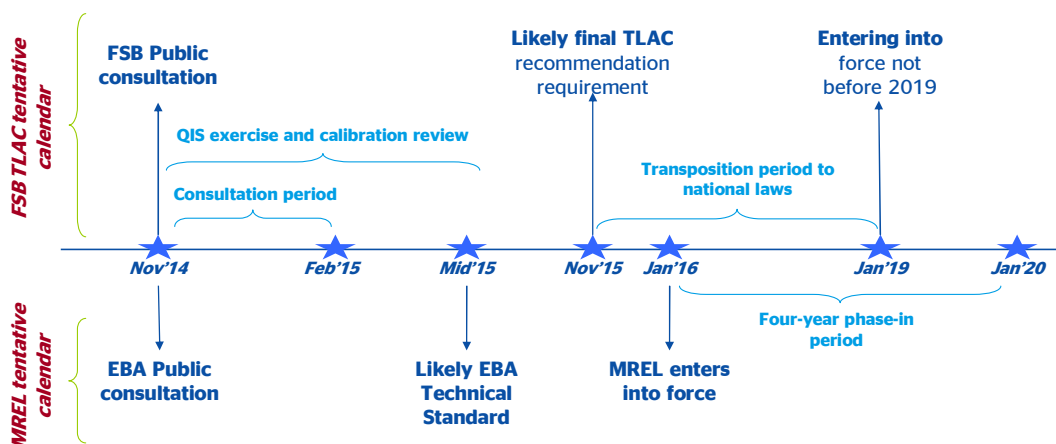 FSB TLAC tentative
calendar
FSB Public
consultation
Likely final TLAC
recommendation
requirement
Entering into
force not
before 2019
QIS exercise and calibration review
Consultation period
Transposition period to
national laws
Nov'14
Feb'15
Mid'15
Nov'15
Jan'16
Jan'19
Jan'20
MREL tentative
calendar
EBA Public
consultation
Likely EBA
Technical
Standard
MREL enters
into force
Four-year phase-in
period